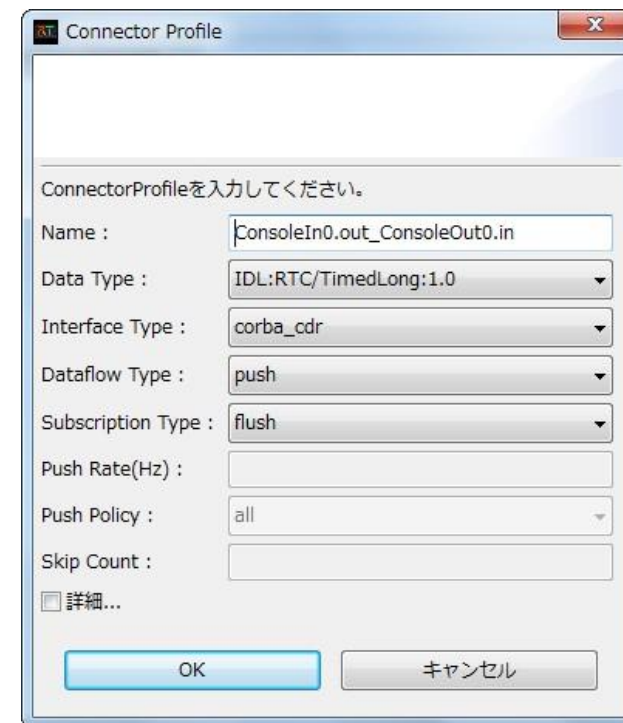 Connector Profile
ConnectorProfileを入力してください。
Name : ConsoleIn0.out_ConsoleOut0.in
Data Type : IDL:RTC/TimedLong:1.0
Interface Type : corba_cdr
Dataflow Type : push
Subscription Type : flush
Push Rate(Hz) :
Push Policy : all
Skip Count :
詳細...
OK キャンセル